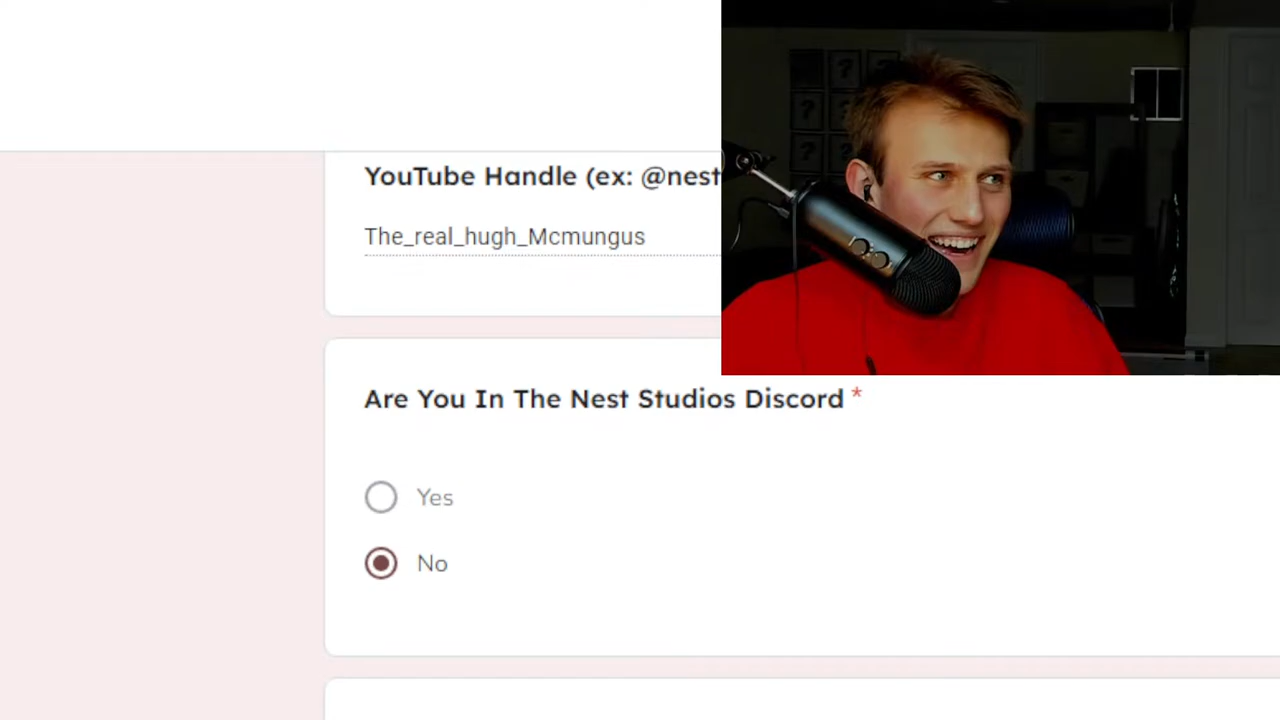 YouTube Handle (ex: @nest
The_real_hugh_Mcmungus
Are You In The Nest Studios Discord *
Yes
No